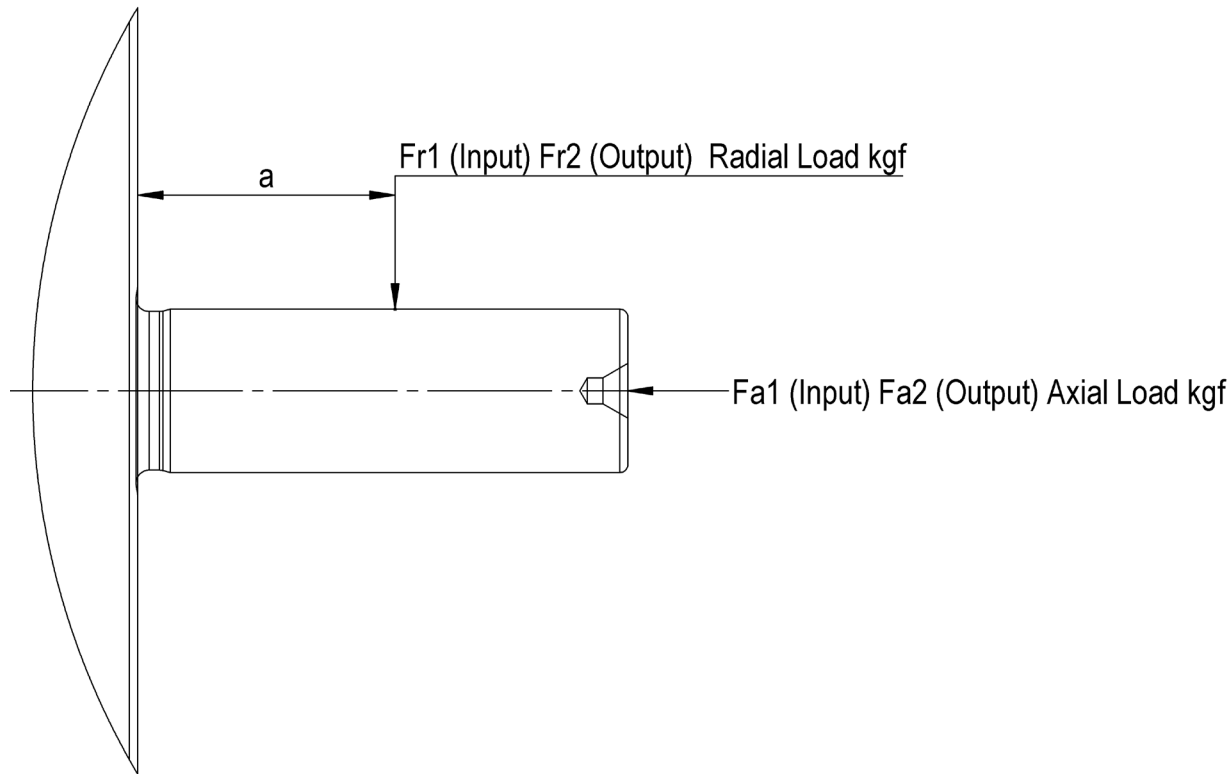 Fr1 (Input) Fr2 (Output) Radial Load kgf
a
Fa1 (Input) Fa2 (Output) Axial Load kgf